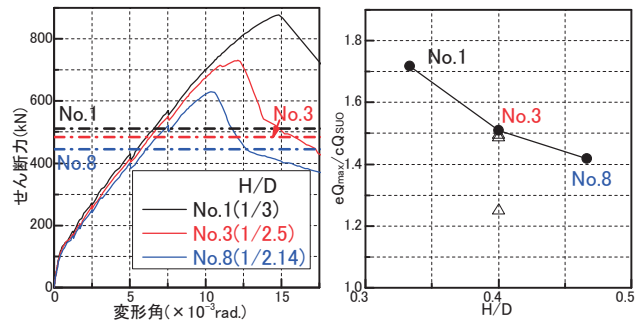 せん断力(kN)
800
600
400
200
0
No.1
No.3
No.8
H/D
No.1(1/3)
No.3(1/2.5)
No.8(1/2.14)
0 5 10 15
変形角(×10⁻³rad.)
eQmax/cQSUO
1.8
1.6
1.4
1.2
1.0
No.1
No.3
No.8
0.3 0.4 0.5
H/D